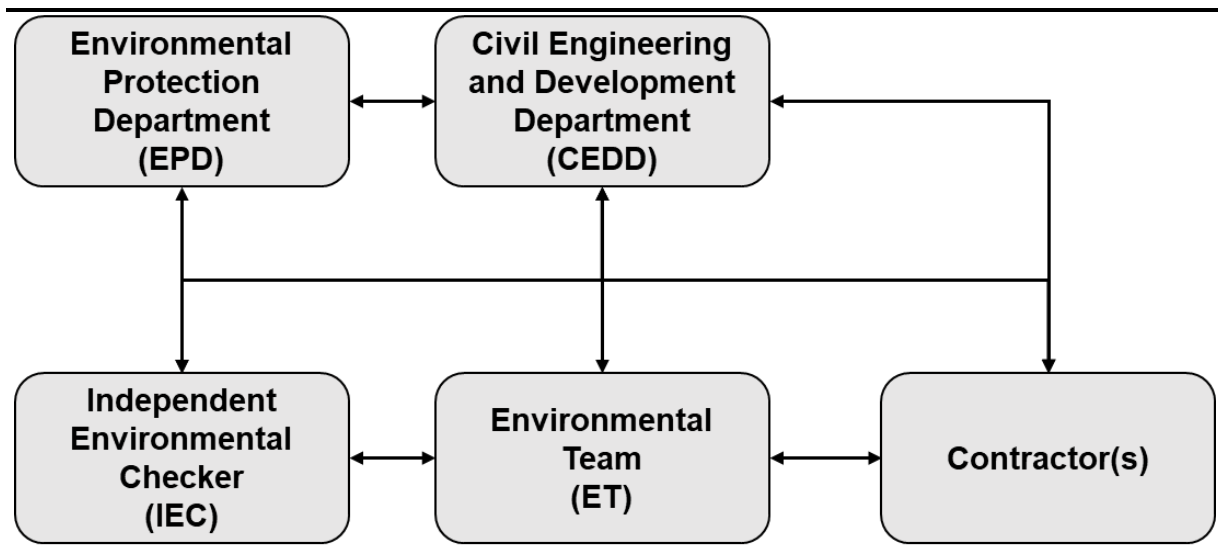 Environmental
Protection
Department
(EPD)
Civil Engineering
and Development
Department
(CEDD)
Independent
Environmental
Checker
(IEC)
Environmental
Team
(ET)
Contractor(s)